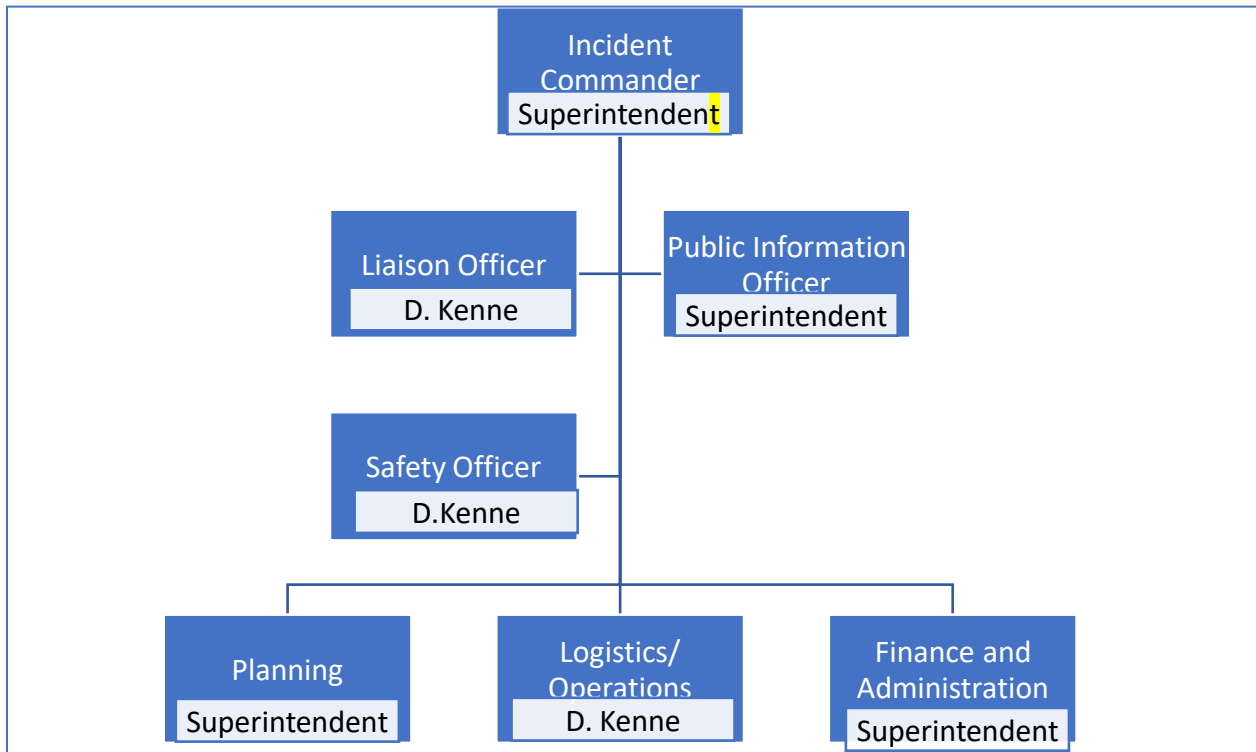 Incident
Commander
Superintendent
Liaison Officer
D. Kenne
Public Information
Officer
Superintendent
Safety Officer
D.Kenne
Planning
Superintendent
Logistics/
Operations
D. Kenne
Finance and
Administration
Superintendent